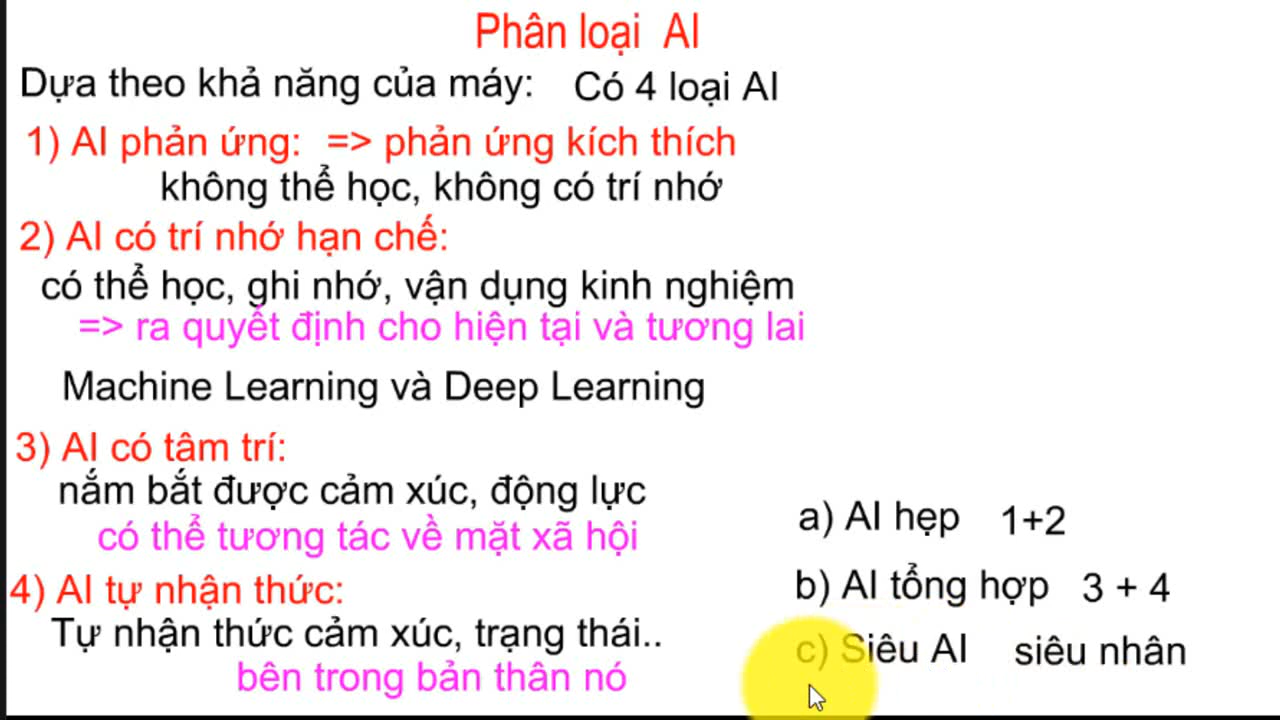 Phân loại AI
Dựa theo khả năng của máy: Có 4 loại AI
1) AI phản ứng: => phản ứng kích thích
không thể học, không có trí nhớ
2) AI có trí nhớ hạn chế:
có thể học, ghi nhớ, vận dụng kinh nghiệm
=> ra quyết định cho hiện tại và tương lai
Machine Learning và Deep Learning
3) AI có tâm trí:
nắm bắt được cảm xúc, động lực
có thể tương tác về mặt xã hội
4) AI tự nhận thức:
Tự nhận thức cảm xúc, trạng thái..
bên trong bản thân nó
a) AI hẹp 1+2
b) AI tổng hợp 3 + 4
c) Siêu AI siêu nhân